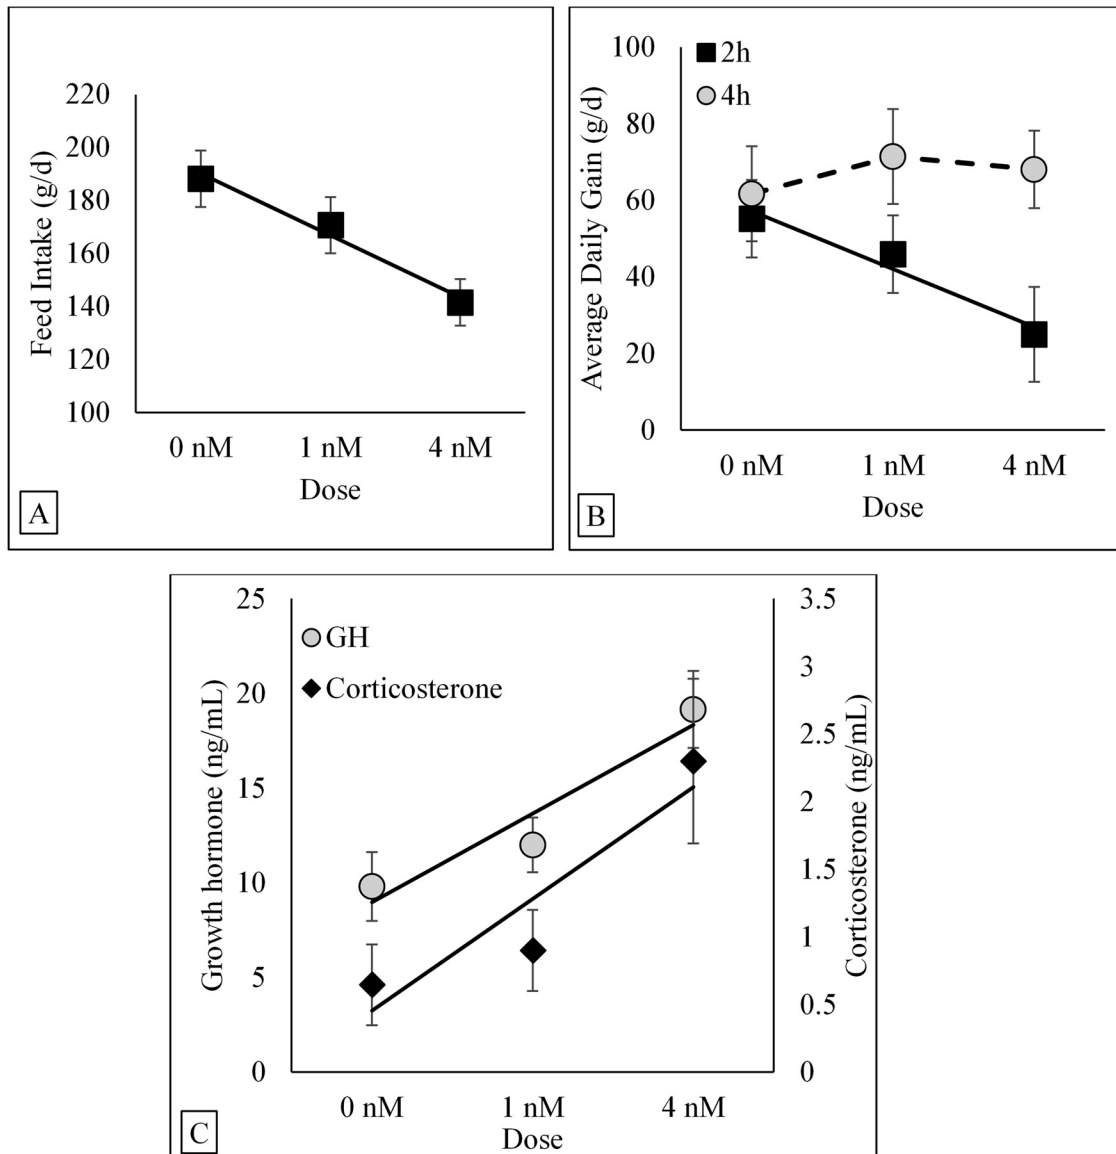 220
200
180
160
140
120
100
Feed Intake (g/d)
0 nM 1 nM 4 nM
Dose
A
100
80
60
40
20
0
Average Daily Gain (g/d)
2h
4h
0 nM 1 nM 4 nM
Dose
B
25
20
15
10
5
0
Growth hormone (ng/mL)
GH
Corticosterone
3.5
3
2.5
2
1.5
1
0.5
0
Corticosterone (ng/mL)
0 nM 1 nM 4 nM
Dose
C